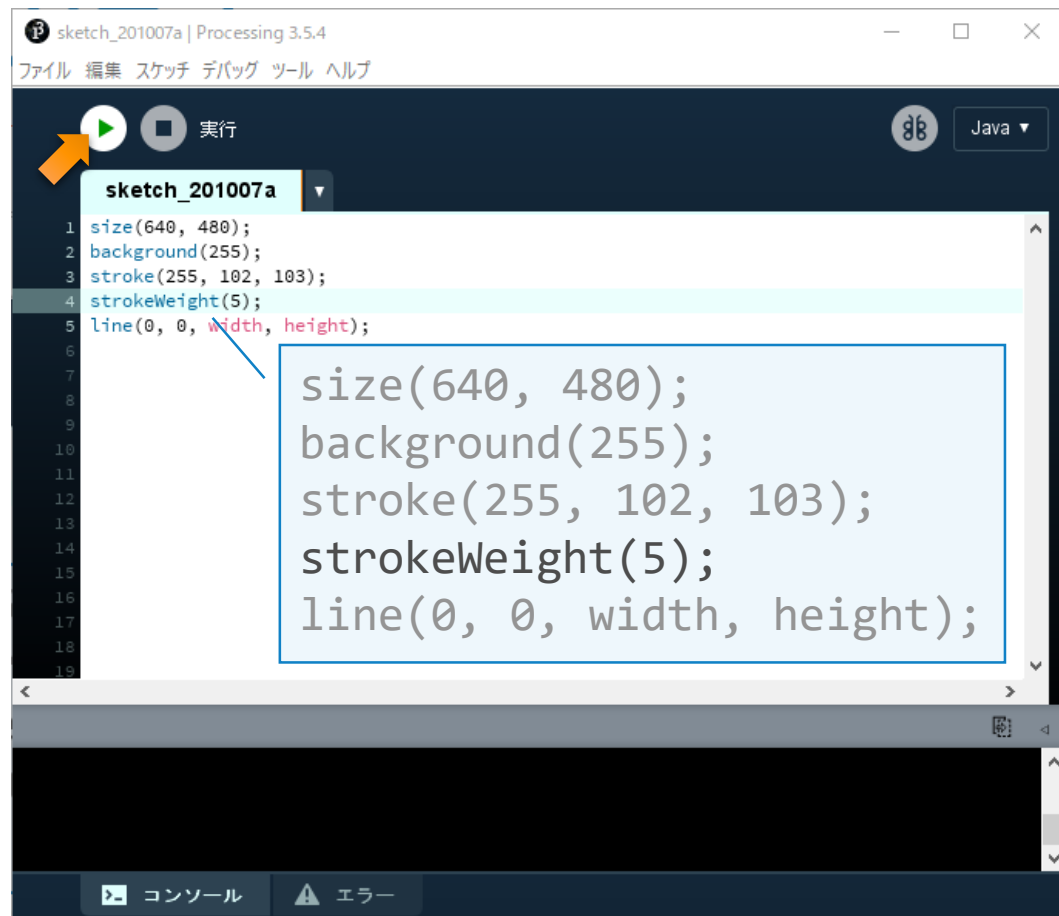 sketch_201007a | Processing 3.5.4
ファイル 編集 スケッチ デバッグ ツール ヘルプ
実行
Java ▼
sketch_201007a ▼
1 size(640, 480);
2 background(255);
3 stroke(255, 102, 103);
4 strokeWeight(5);
5 line(0, 0, width, height);
6
7
8
9
10
11
12
13
14
15
16
17
18
19
size(640, 480);
background(255);
stroke(255, 102, 103);
strokeWeight(5);
line(0, 0, width, height);
コンソール エラー